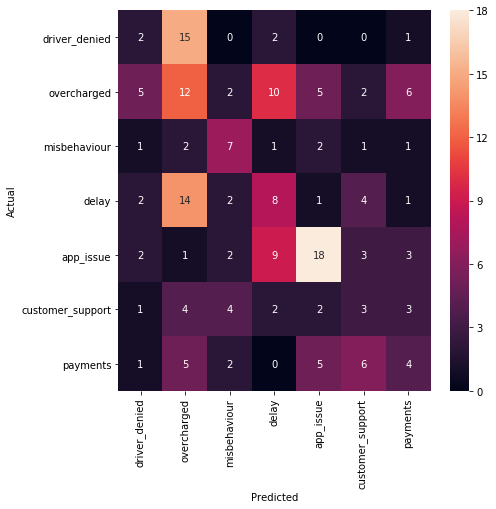 driver_denied 2 15 0 2 0 0 1
overcharged 5 12 2 10 5 2 6
misbehaviour 1 2 7 1 2 1 1
delay 2 14 2 8 1 4 1
app_issue 2 1 2 9 18 3 3
customer_support 1 4 4 2 2 3 3
payments 1 5 2 0 5 6 4
driver_denied
overcharged
misbehaviour
delay
app_issue
customer_support
payments
Predicted
Actual
18
15
12
9
6
3
0